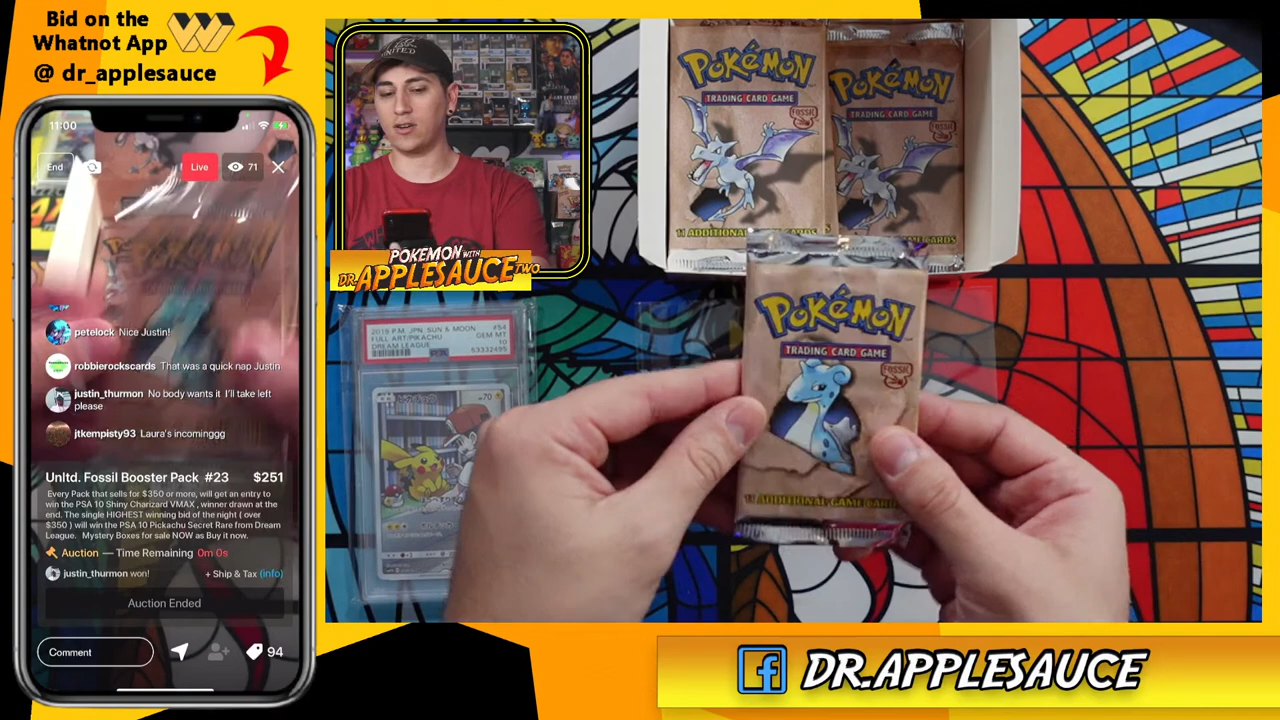 Bid on the
Whatnot App
@ dr_applesauce
11:00
End
Live
71
petelock Nice Justin!
robbierockscards That was a quick nap Justin
justin_thurmon No body wants it I'll take left
please
jtkempisty93 Laura's incominggg
Unltd. Fossil Booster Pack #23 $251
Every Pack that sells for $350 or more, will get an entry to
win the PSA 10 Shiny Charizard VMAX , winner drawn at the
end. The single HIGHEST winning bid of the night ( over
$350 ) will win the PSA 10 Pickachu Secret Rare from Dream
League. Mystery Boxes for sale NOW as Buy it now.
Auction — Time Remaining 0m 0s
justin_thurmon won!
+ Ship & Tax (info)
Auction Ended
Comment
94
UNITED
POKEMON WITH
DR. APPLESAUCE TWO
POKéMON
TRADING CARD GAME
FOSSIL
11 ADDITIONAL
POKéMON
TRADING CARD GAME
FOSSIL
GAME CARDS
2019 P.M. JPN. SUN & MOON #54
FULL ART/PIKACHU GEM MT
DREAM LEAGUE 10
53332495
70
POKéMON
TRADING CARD GAME
FOSSIL
11 ADDITIONAL GAME CARD
f DR.APPLESAUCE